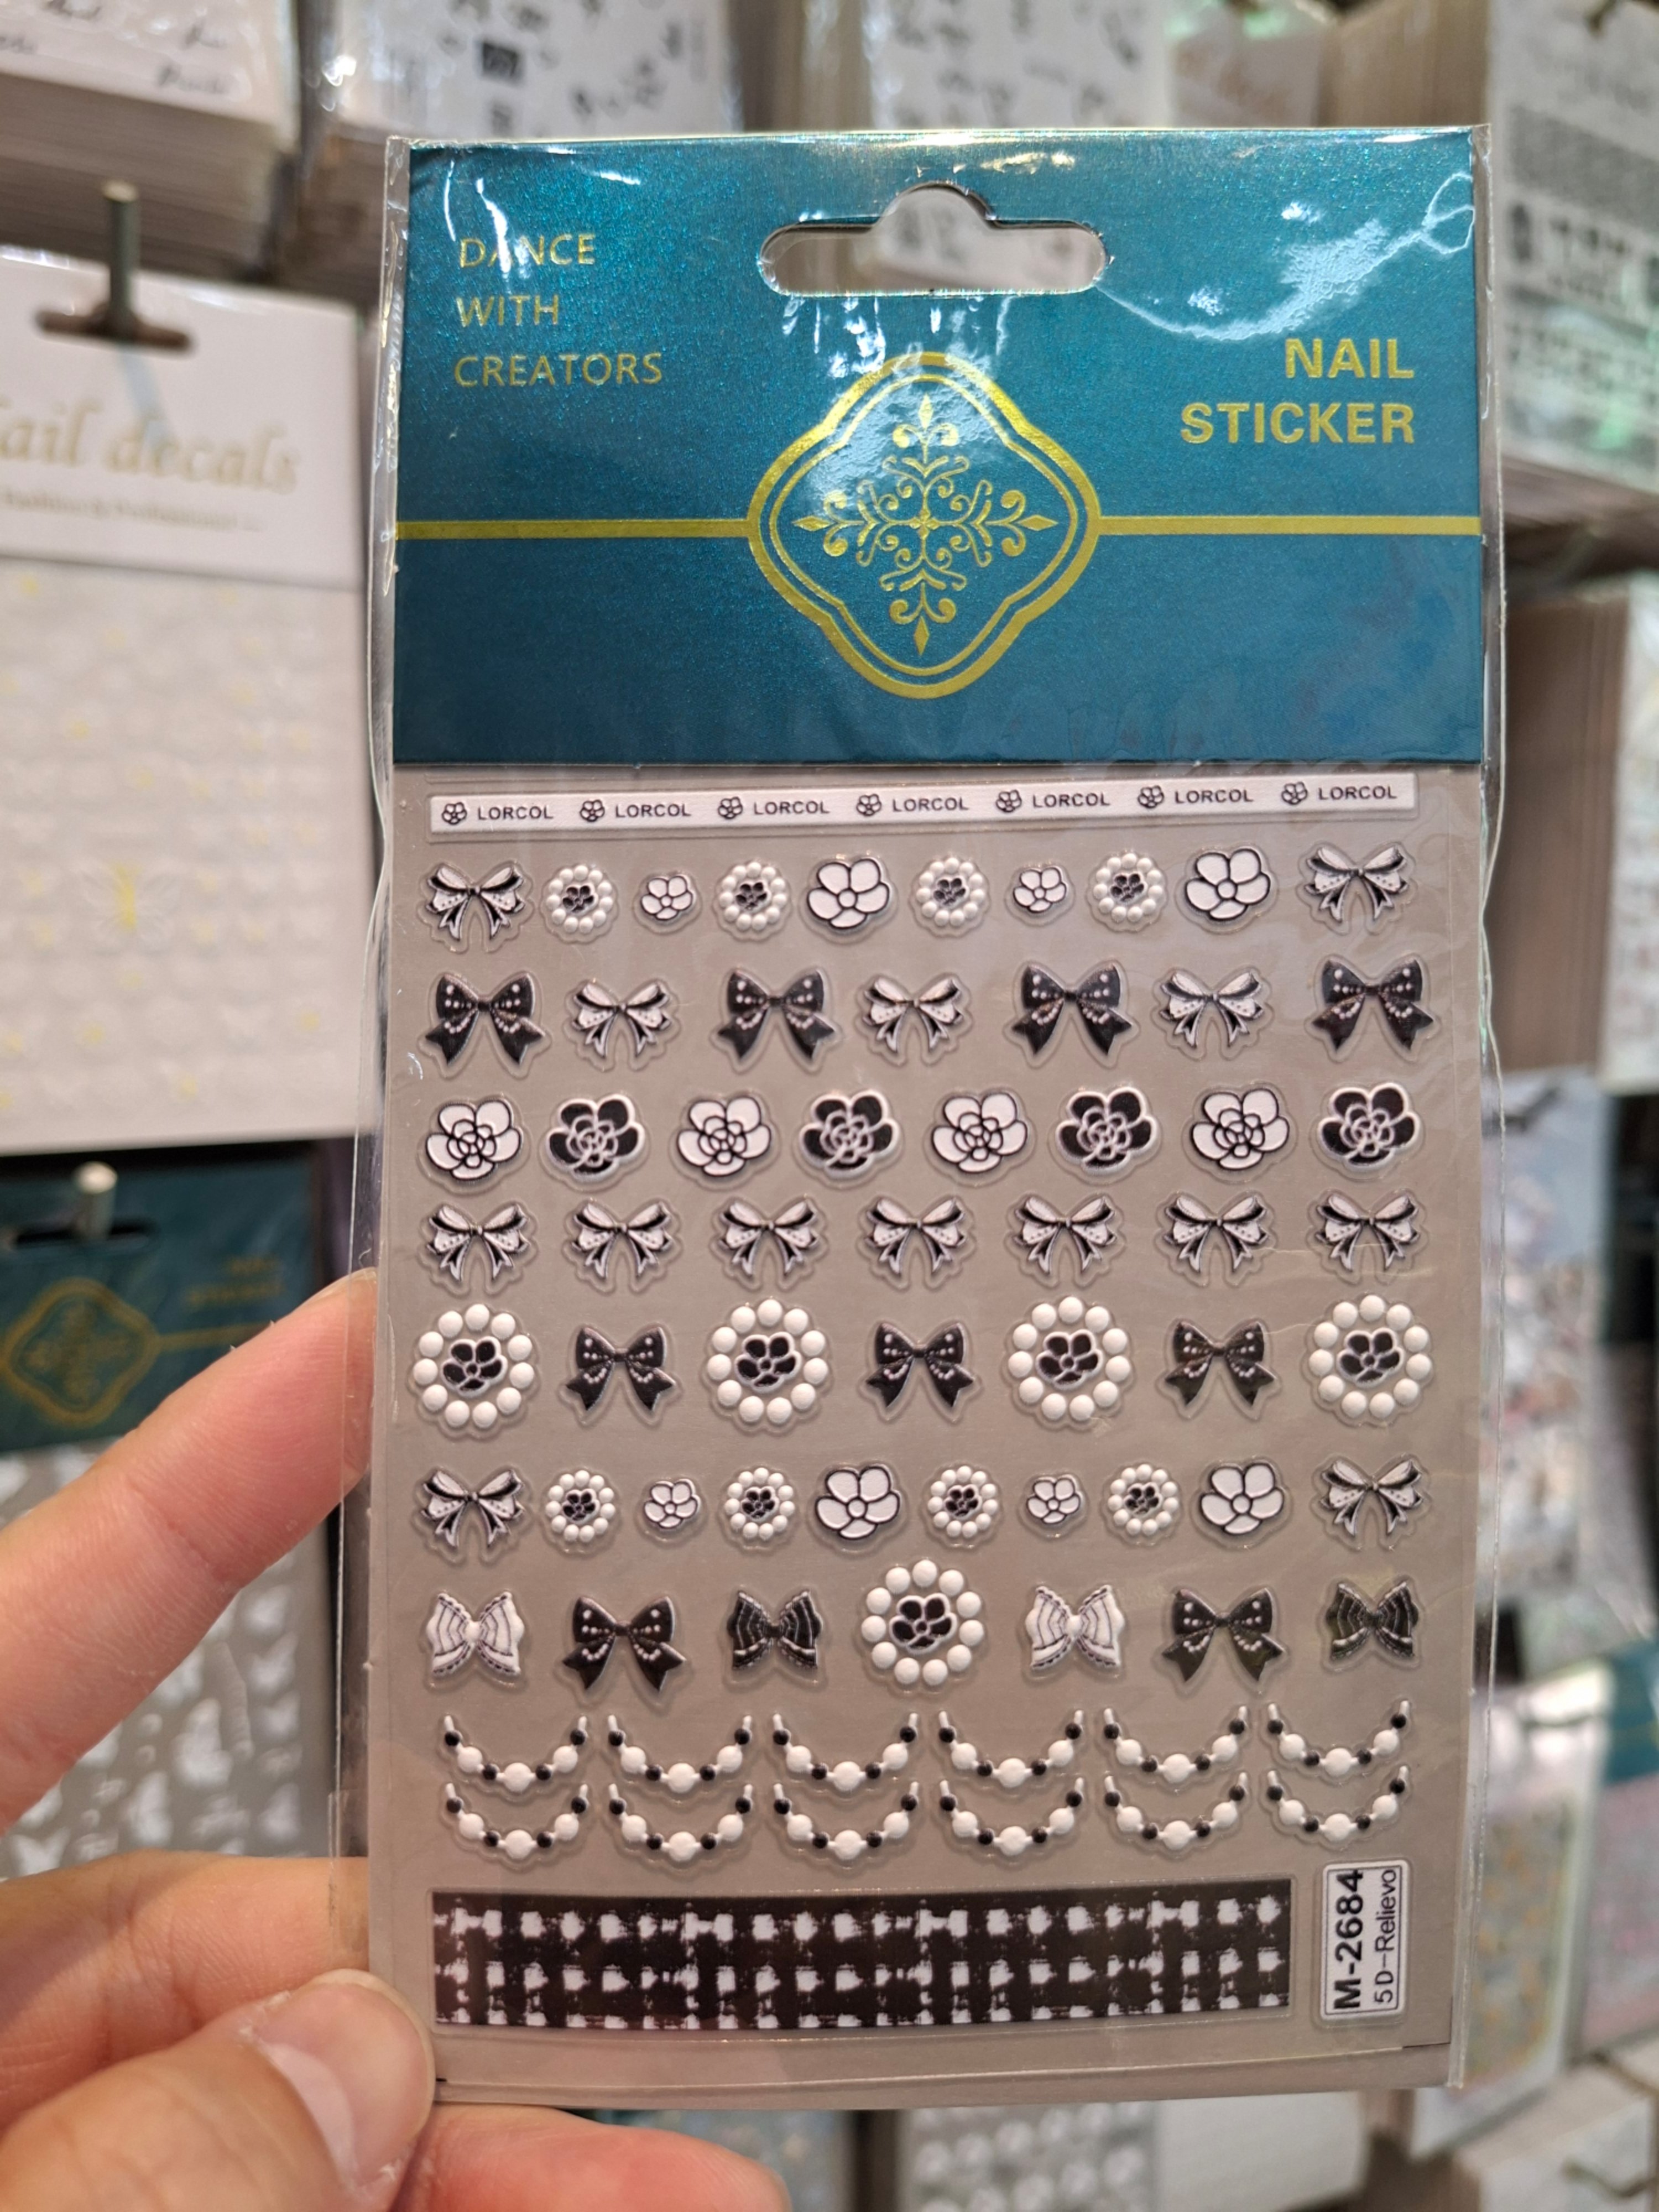 DANCE
WITH
CREATORS
NAIL
STICKER
LORCOL LORCOL LORCOL LORCOL LORCOL LORCOL LORCOL
M-2684
5D-Relievo
ail decals